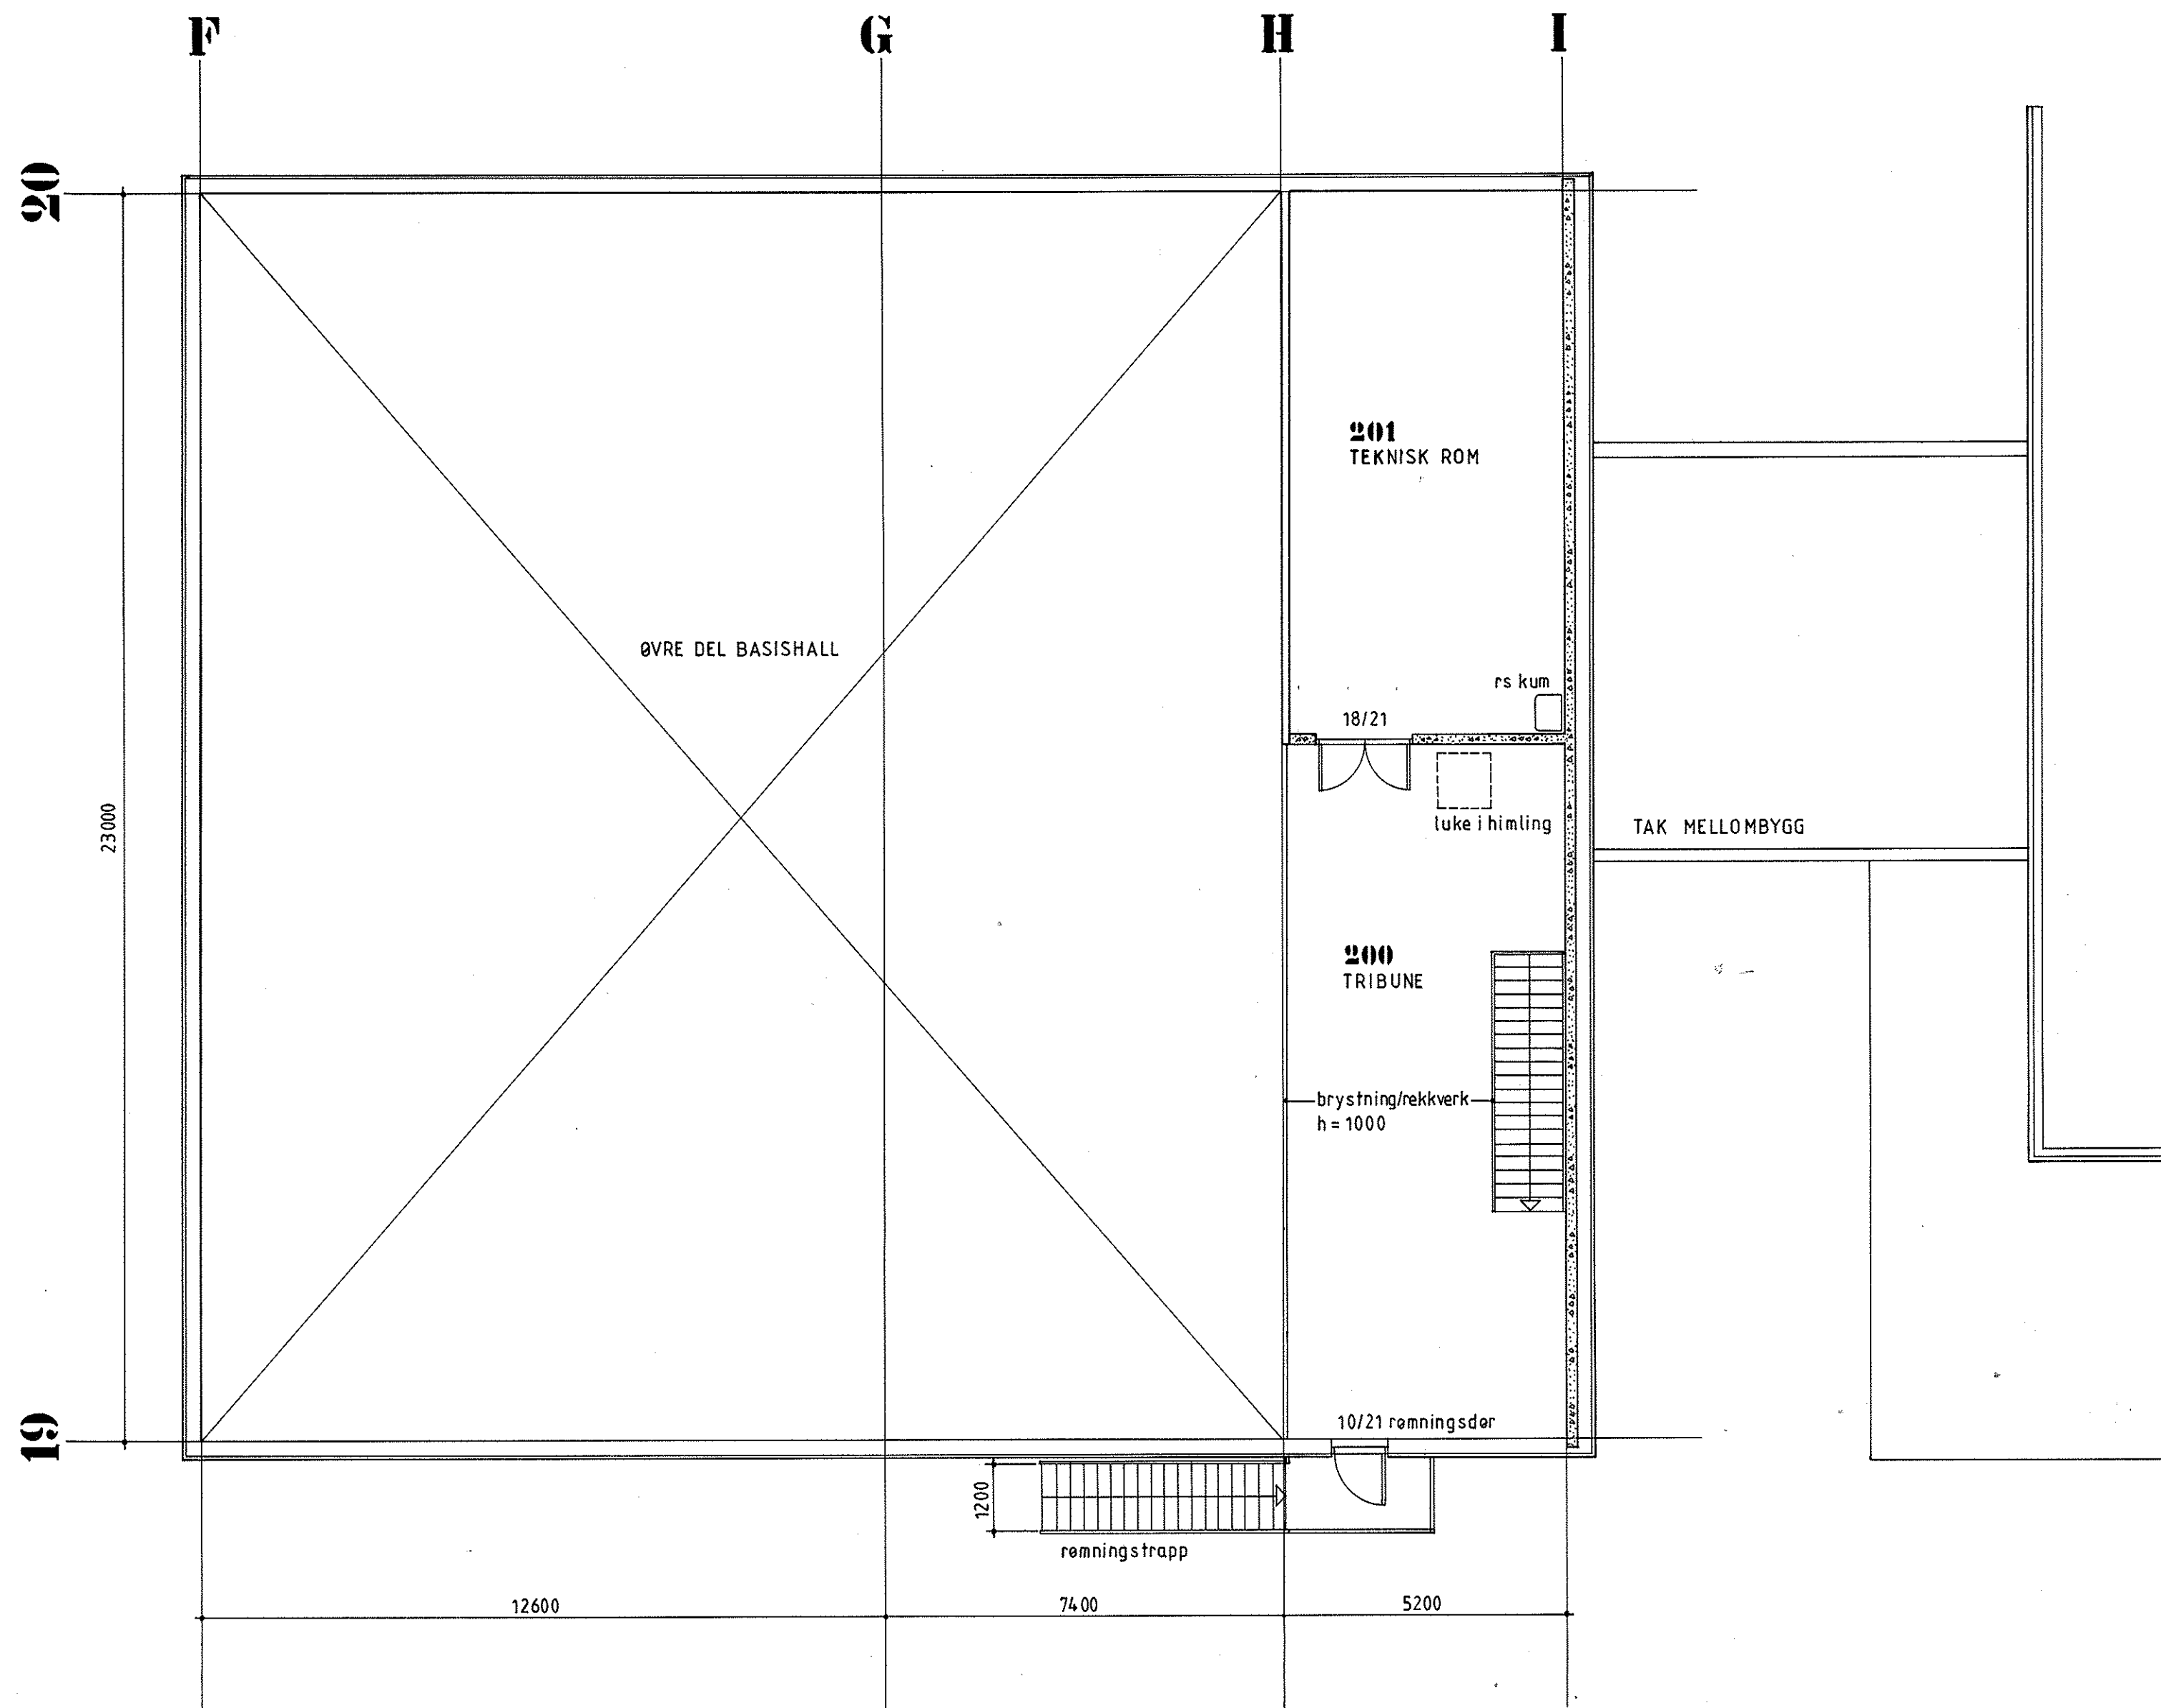 F G H I
20
201
TEKNISK ROM
ØVRE DEL BASISHALL
rs kum
18/21
23000
luke i himling
TAK MELLOMBYGG
200
TRIBUNE
brystning/rekkverk
h = 1000
19
10/21 rømningsdør
1200
rømningstrapp
12600 7400 5200